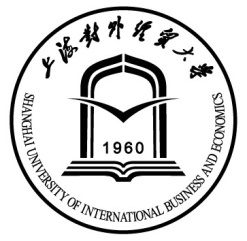 上海对外经贸大学
1960
SHANGHAI UNIVERSITY OF INTERNATIONAL BUSINESS AND ECONOMICS